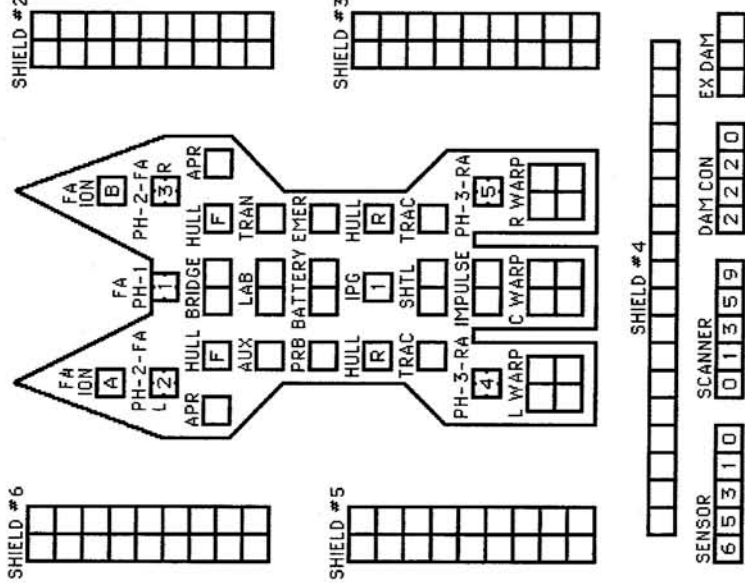 SHIELD #2
SHIELD #3
SHIELD #6
SHIELD #5
FA
ION
A
FA
ION
B
FA
PH-1
1
PH-2-FA
L 2
PH-2-FA
3 R
APR
HULL
F
BRIDGE
HULL
F
APR
AUX
LAB
TRAN
PRB
BATTERY
EMER
HULL
R
IPG
1
HULL
R
TRAC
SHTL
TRAC
PH-3-RA
4
IMPULSE
PH-3-RA
5
L WARP
C WARP
R WARP
SHIELD #4
SENSOR
6 5 3 1 0
SCANNER
0 1 3 5 9
DAM CON
2 2 2 0
EX DAM